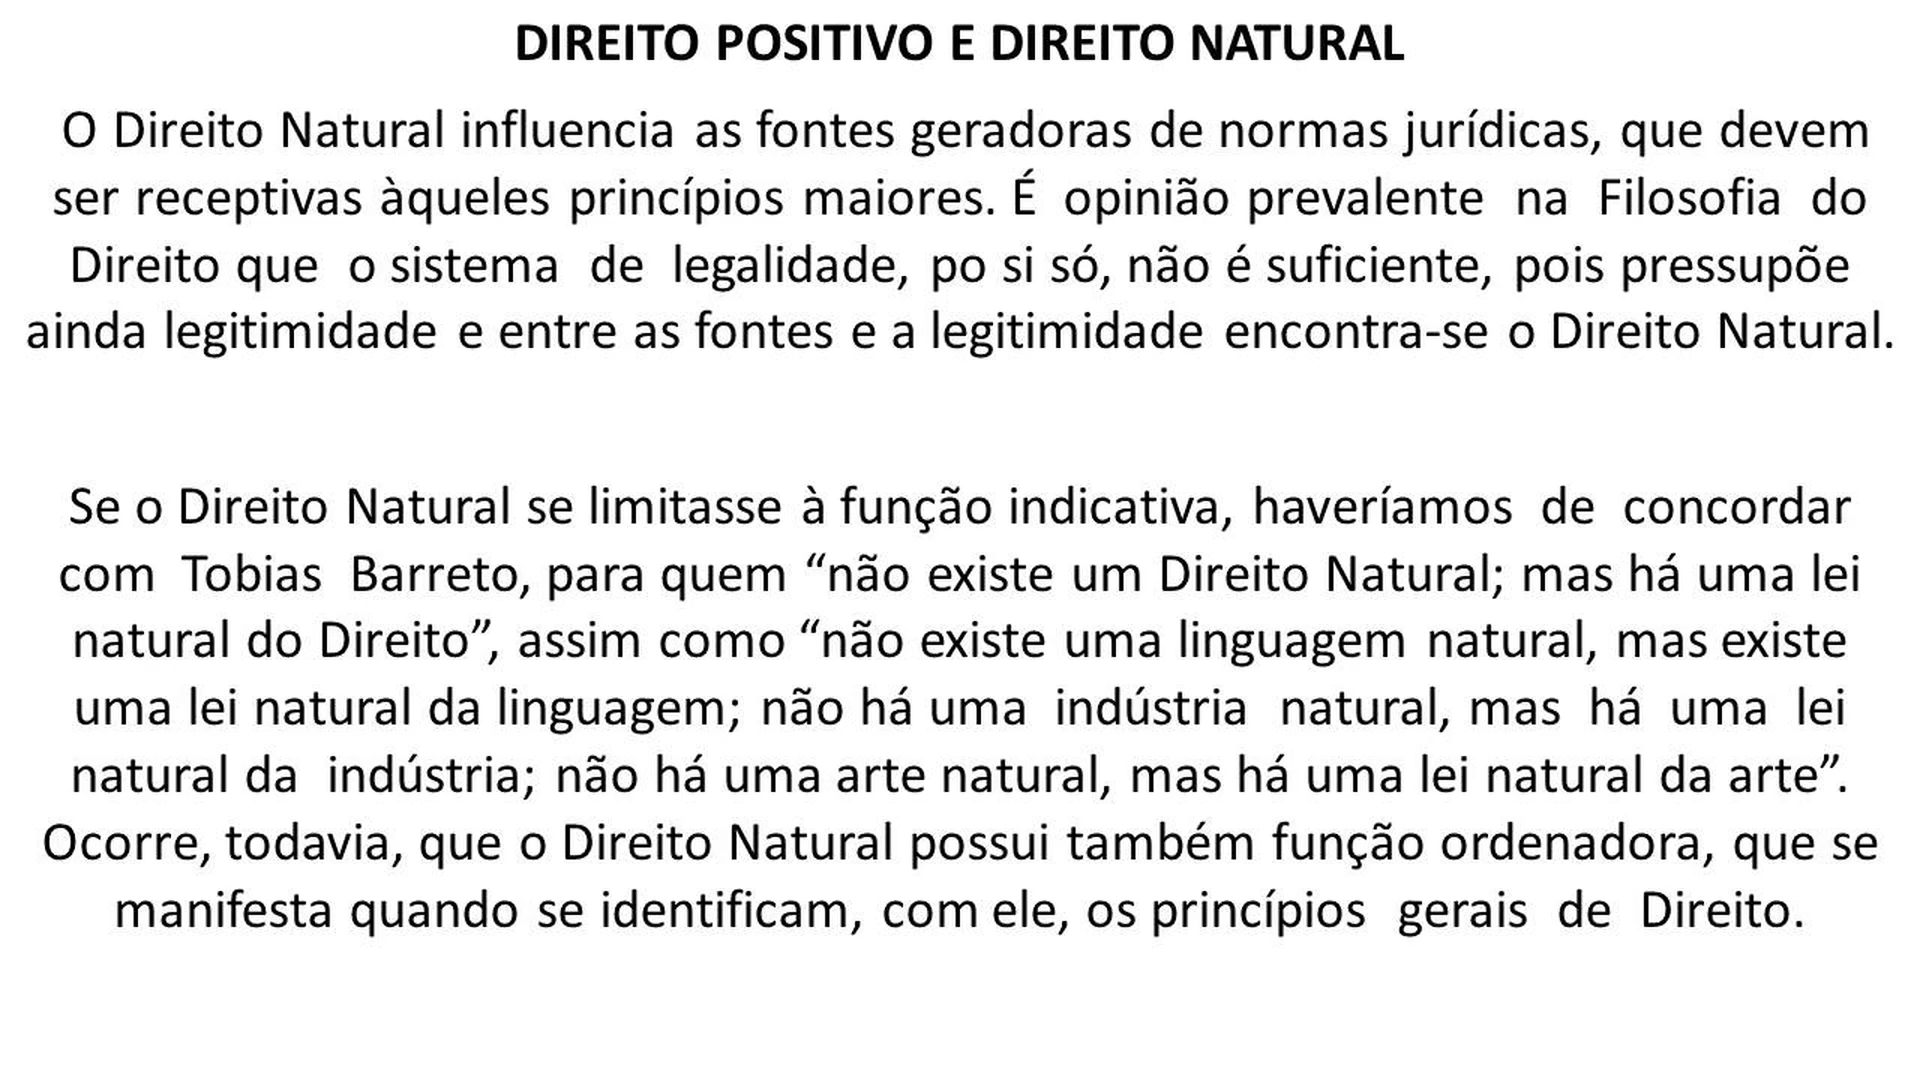 DIREITO POSITIVO E DIREITO NATURAL
O Direito Natural influencia as fontes geradoras de normas jurídicas, que devem
ser receptivas àqueles princípios maiores. É opinião prevalente na Filosofia do
Direito que o sistema de legalidade, po si só, não é suficiente, pois pressupõe
ainda legitimidade e entre as fontes e a legitimidade encontra-se o Direito Natural.
Se o Direito Natural se limitasse à função indicativa, haveríamos de concordar
com Tobias Barreto, para quem “não existe um Direito Natural; mas há uma lei
natural do Direito”, assim como “não existe uma linguagem natural, mas existe
uma lei natural da linguagem; não há uma indústria natural, mas há uma lei
natural da indústria; não há uma arte natural, mas há uma lei natural da arte”.
Ocorre, todavia, que o Direito Natural possui também função ordenadora, que se
manifesta quando se identificam, com ele, os princípios gerais de Direito.